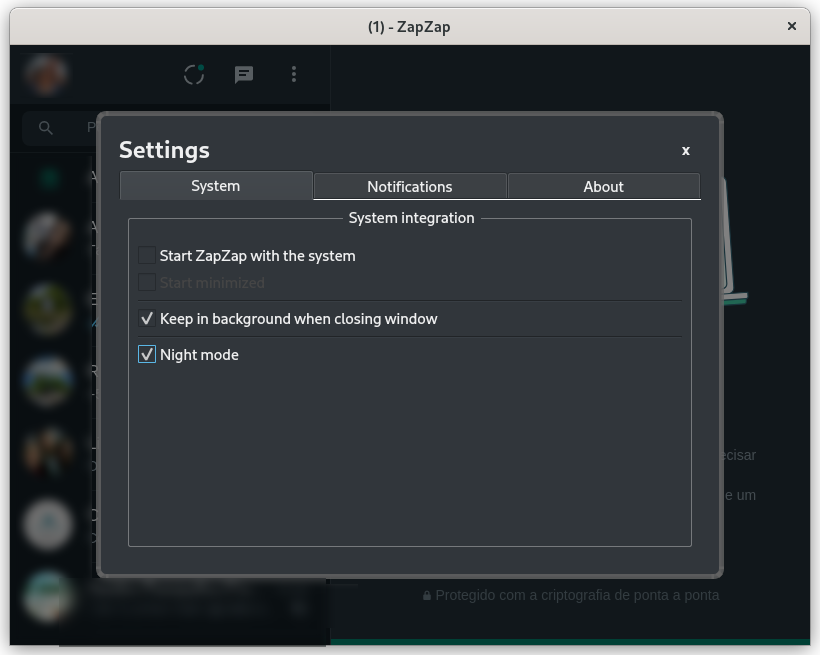 (1) - ZapZap
Settings
x
System
Notifications
About
System integration
Start ZapZap with the system
Start minimized
Keep in background when closing window
Night mode
ecisar
e um
Protegido com a criptografia de ponta a ponta